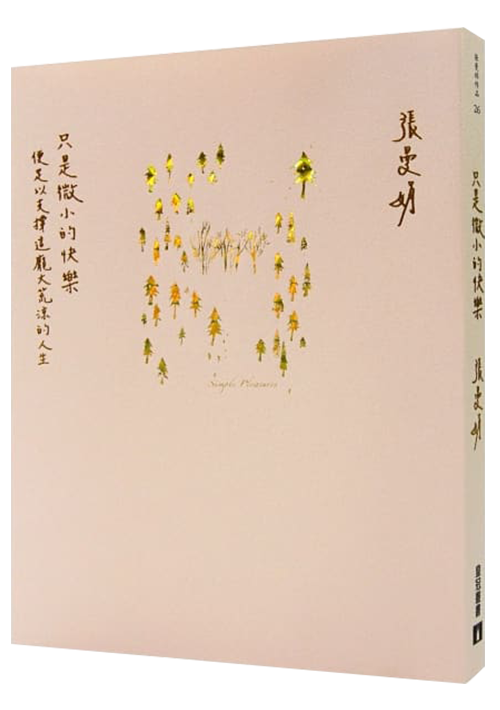 張曼娟
只是微小的快樂
便足以支撐這龐大荒涼的人生
Simple Pleasures
張曼娟作品 26
只是微小的快樂
張曼娟
皇冠叢書